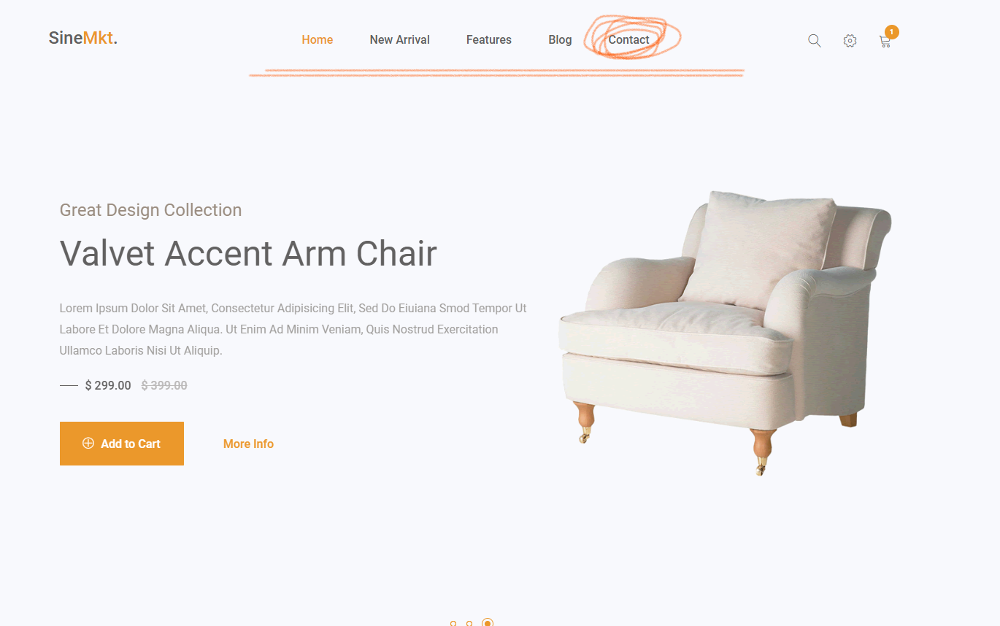 SineMkt.
Home New Arrival Features Blog Contact
1
Great Design Collection
Valvet Accent Arm Chair
Lorem Ipsum Dolor Sit Amet, Consectetur Adipisicing Elit, Sed Do Eiuiana Smod Tempor Ut
Labore Et Dolore Magna Aliqua. Ut Enim Ad Minim Veniam, Quis Nostrud Exercitation
Ullamco Laboris Nisi Ut Aliquip.
$ 299.00 $ 399.00
Add to Cart More Info